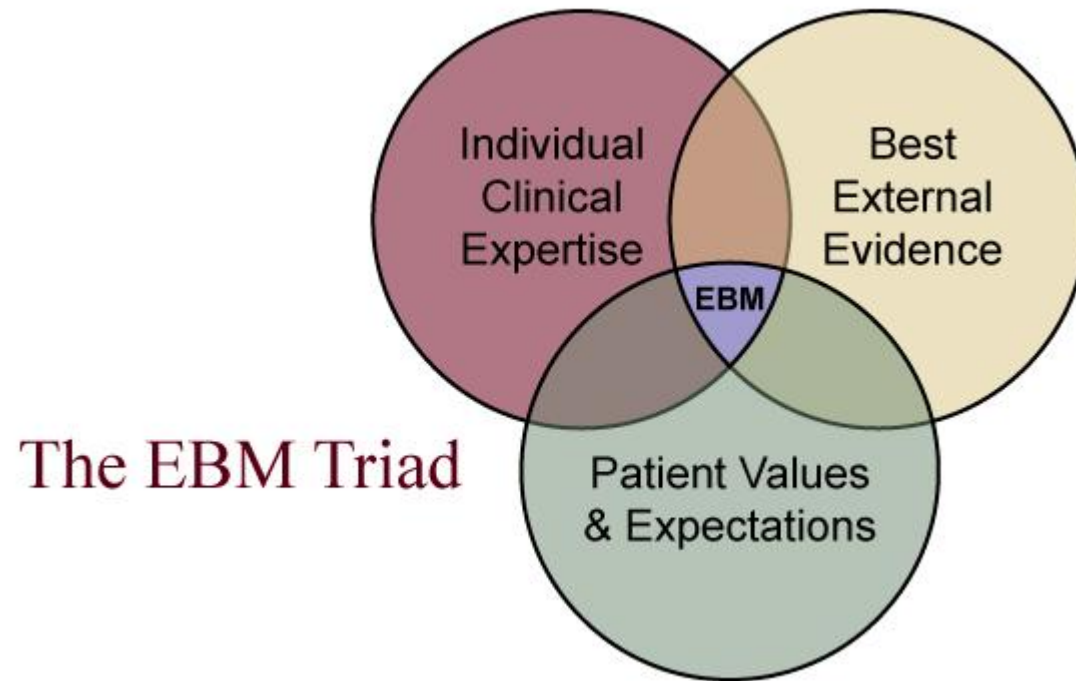 Individual
Clinical
Expertise
Best
External
Evidence
EBM
The EBM Triad
Patient Values
& Expectations